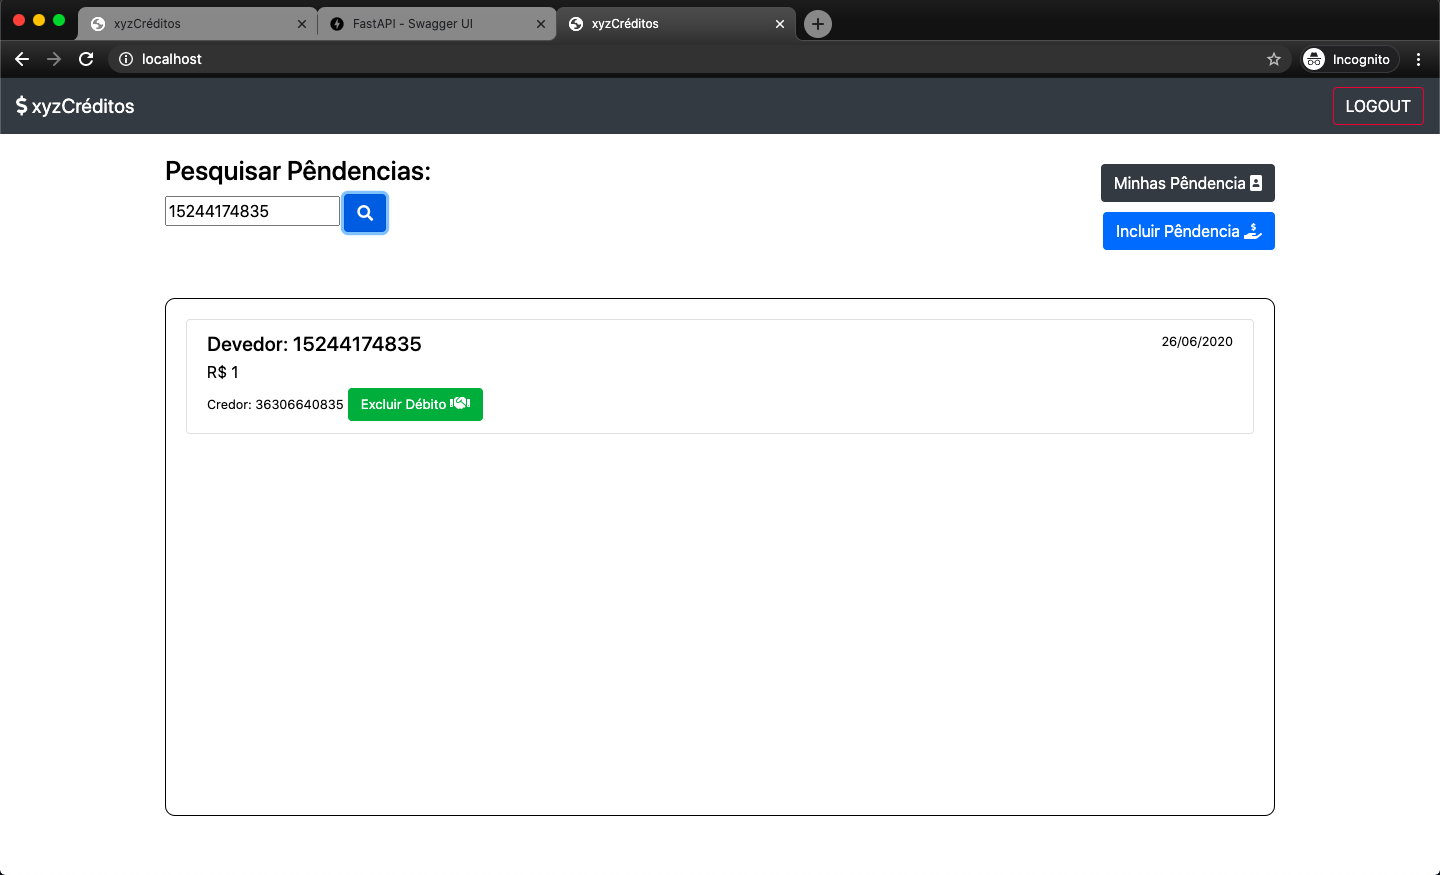 xyzCréditos
FastAPI - Swagger UI
xyzCréditos
localhost
Incognito
xyzCréditos
LOGOUT
Pesquisar Pêndencias:
15244174835
Minhas Pêndencia
Incluir Pêndencia
Devedor: 15244174835
26/06/2020
R$ 1
Credor: 36306640835 Excluir Débito